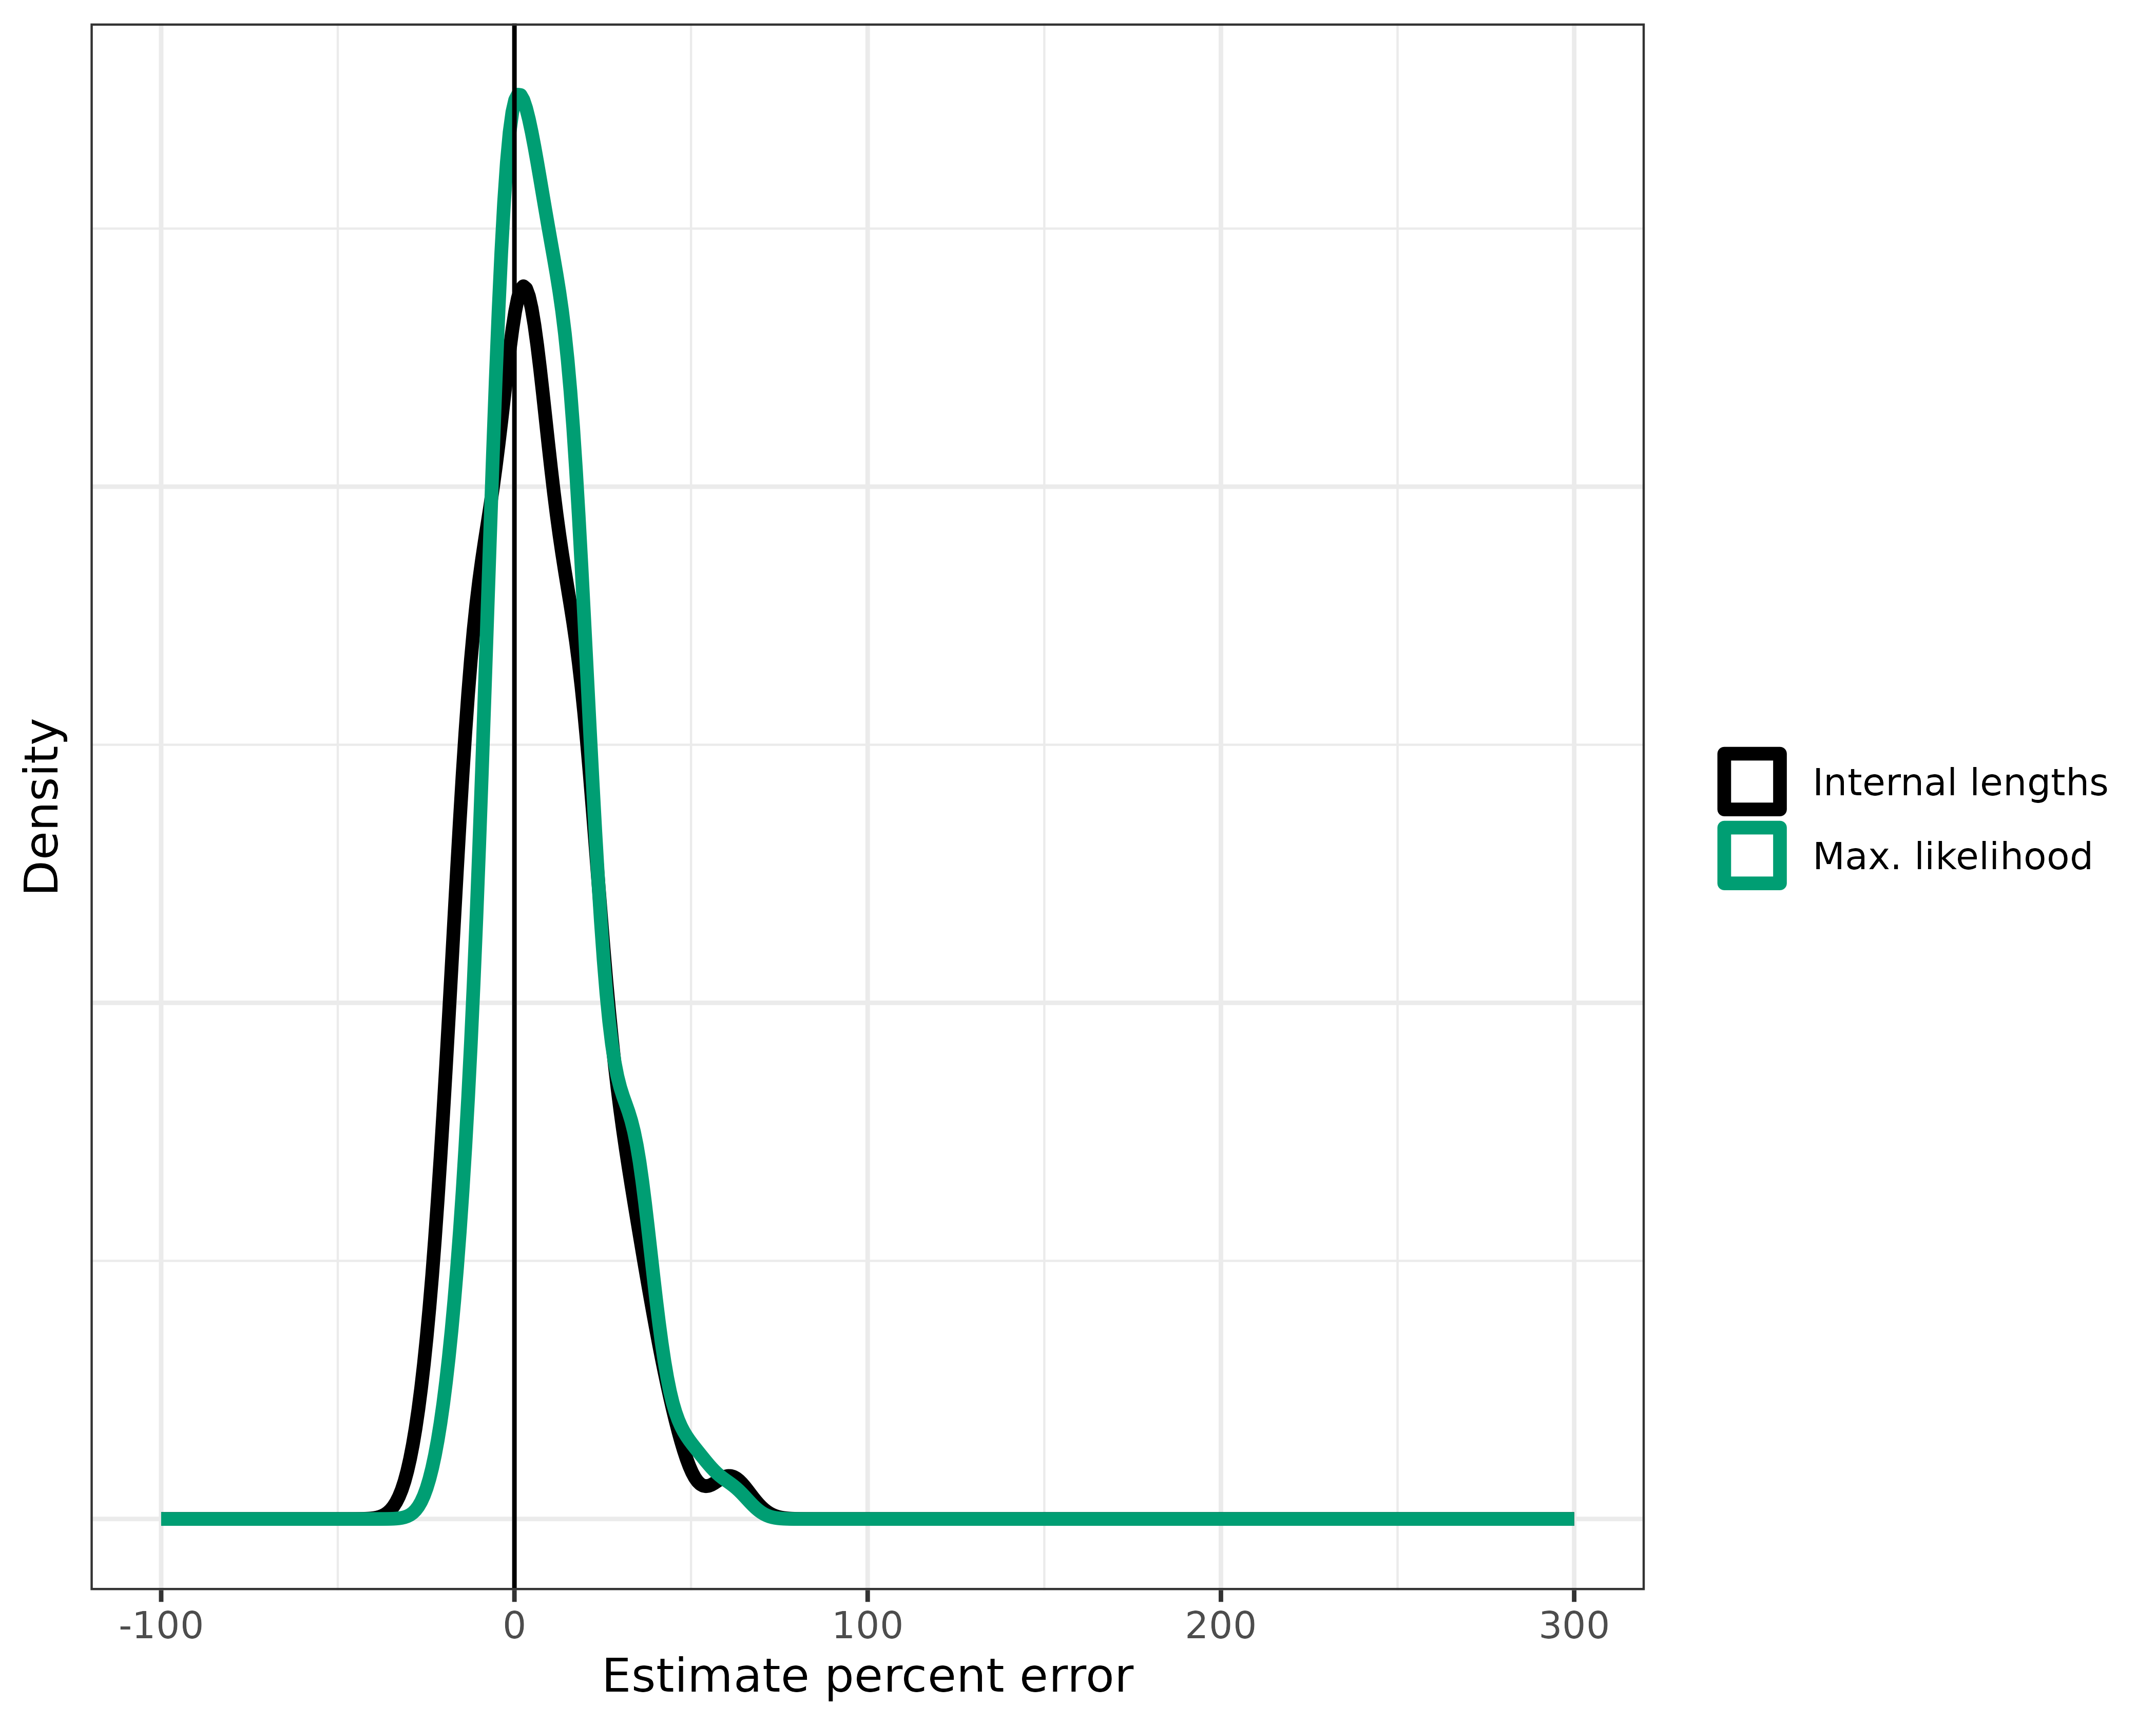 Density
Internal lengths
Max. likelihood
-100 0 100 200 300
Estimate percent error